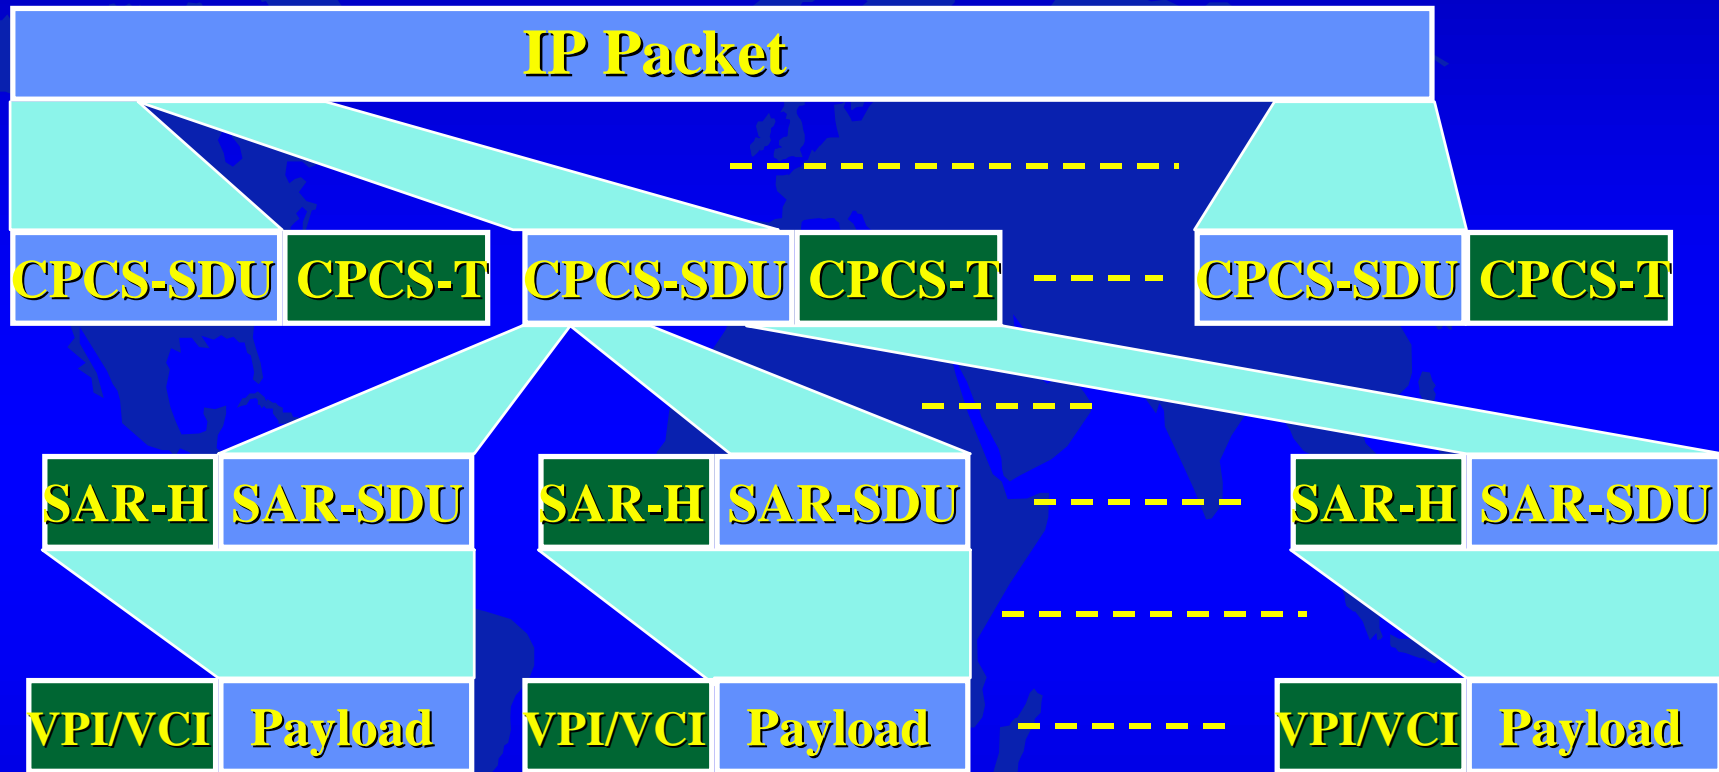 IP Packet
CPCS-SDU CPCS-T CPCS-SDU CPCS-T CPCS-SDU CPCS-T
SAR-H SAR-SDU SAR-H SAR-SDU SAR-H SAR-SDU
VPI/VCI Payload VPI/VCI Payload VPI/VCI Payload